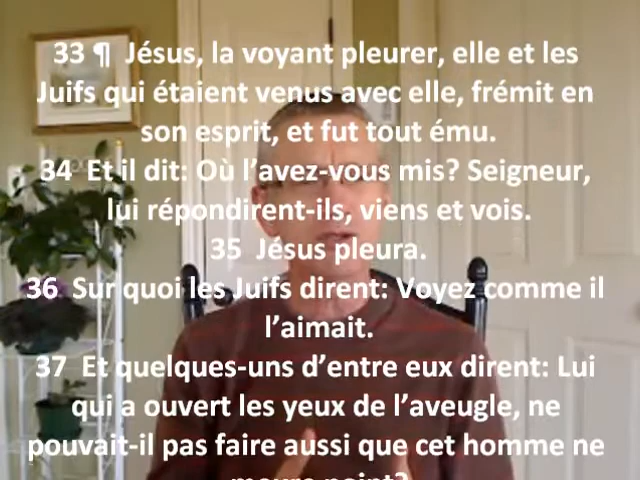 33 ¶  Jésus, la voyant pleurer, elle et les
Juifs qui étaient venus avec elle, frémit en
son esprit, et fut tout ému.
34  Et il dit: Où l’avez-vous mis? Seigneur,
lui répondirent-ils, viens et vois.
35  Jésus pleura.
36  Sur quoi les Juifs dirent: Voyez comme il
l’aimait.
37  Et quelques-uns d’entre eux dirent: Lui
qui a ouvert les yeux de l’aveugle, ne
pouvait-il pas faire aussi que cet homme ne
meure point?